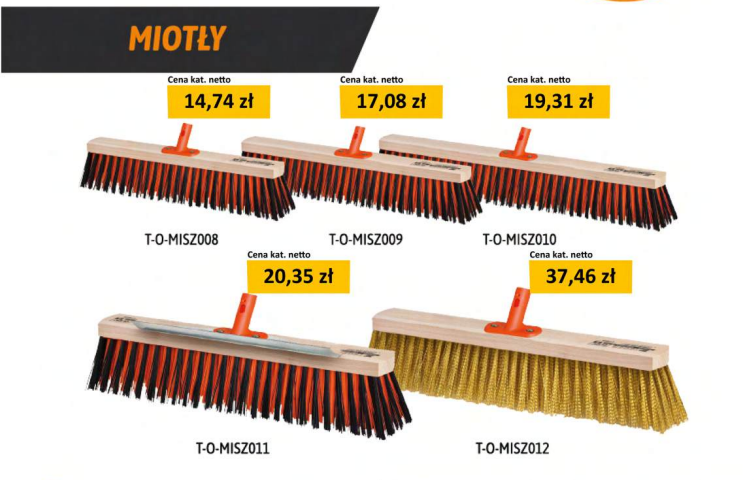 MIOTŁY
Cena kat. netto
14,74 zł
Cena kat. netto
17,08 zł
Cena kat. netto
19,31 zł
T-O-MISZ008
T-O-MISZ009
T-O-MISZ010
Cena kat. netto
20,35 zł
Cena kat. netto
37,46 zł
T-O-MISZ011
T-O-MISZ012